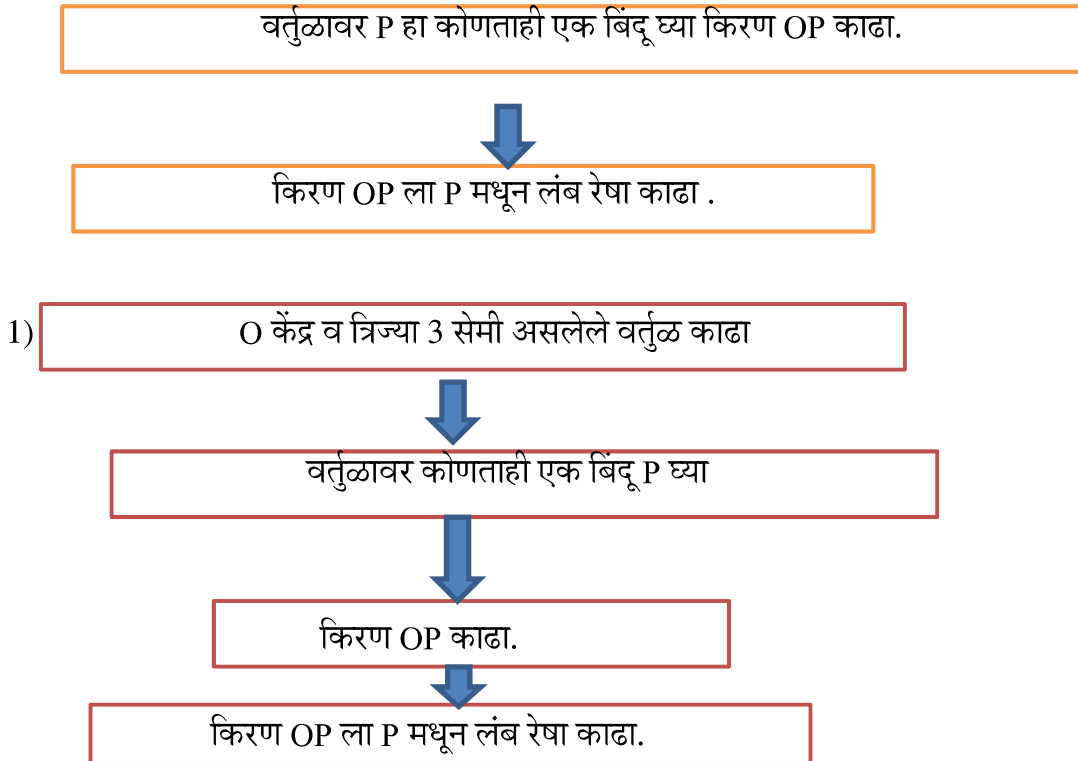 वर्तुळावर P हा कोणताही एक बिंदू घ्या किरण OP काढा.
किरण OP ला P मधून लंब रेषा काढा .
1) O केंद्र व त्रिज्या 3 सेमी असलेले वर्तुळ काढा
वर्तुळावर कोणताही एक बिंदू P घ्या
किरण OP काढा.
किरण OP ला P मधून लंब रेषा काढा.